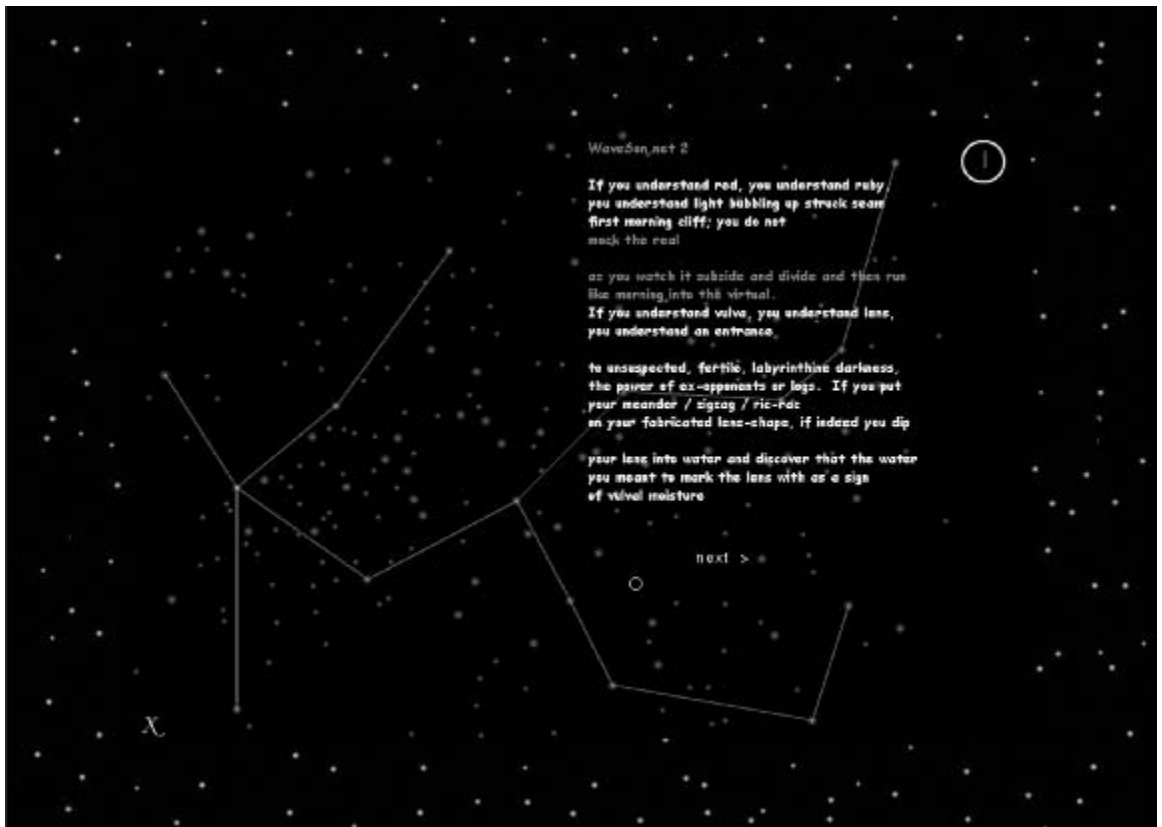 WaveSon.net 2
If you understand red, you understand ruby,
you understand light bubbling up struck seam
first morning cliff; you do not
mock the real
as you watch it subside and divide and then run
like morning into the virtual.
If you understand vulva, you understand lens,
you understand an entrance
to unsuspected, fertile, labyrinthine darkness,
the power of ex-opponents or legs. If you put
your meander / zigzag / ric-rac
on your fabricated lens-shape, if indeed you dip
your lens into water and discover that the water
you meant to mark the lens with as a sign
of vulval moisture
next >
X